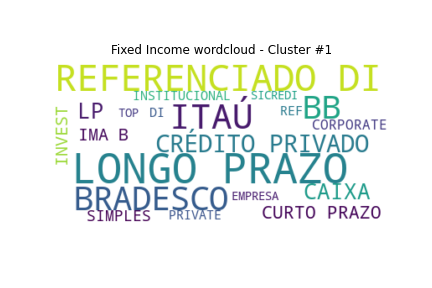 Fixed Income wordcloud - Cluster #1
REFERENCIADO DI
INSTITUCIONAL
SICREDI
LP
TOP
DI
ITAÚ
REF
BB
INVEST
IMA B
CORPORATE
CRÉDITO PRIVADO
LONGO PRAZO
BRADESCO
EMPRESA
CAIXA
SIMPLES
PRIVATE
CURTO PRAZO